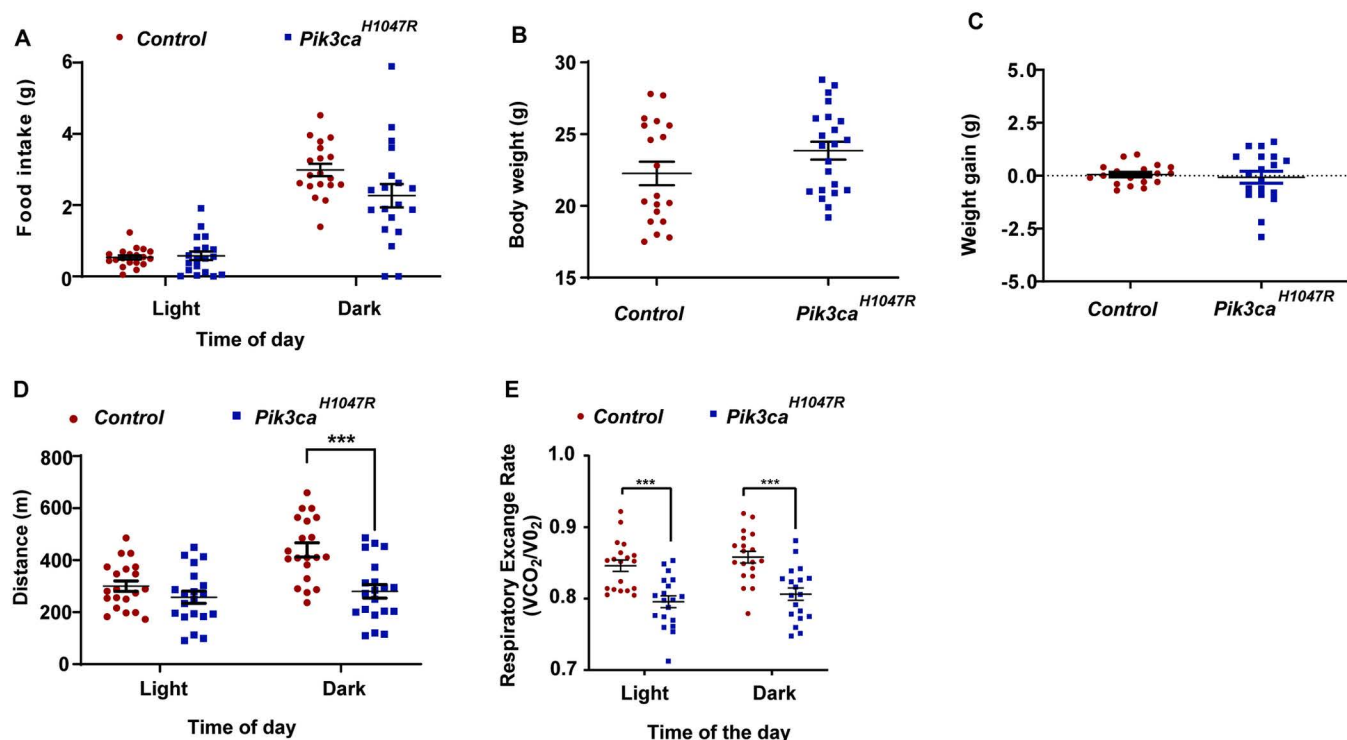 A
Control
Pik3ca H1047R
Food intake (g)
6
4
2
0
Light
Dark
Time of day
B
Body weight (g)
30
25
20
15
Control
Pik3ca H1047R
C
Weight gain (g)
5.0
2.5
0.0
-2.5
-5.0
Control
Pik3ca H1047R
D
Control
Pik3ca H1047R
Distance (m)
800
600
400
200
0
***
Light
Dark
Time of day
E
Control
Pik3ca H1047R
Respiratory Excange Rate
(VCO2/V02)
1.0
0.9
0.8
0.7
***
***
Light
Dark
Time of the day